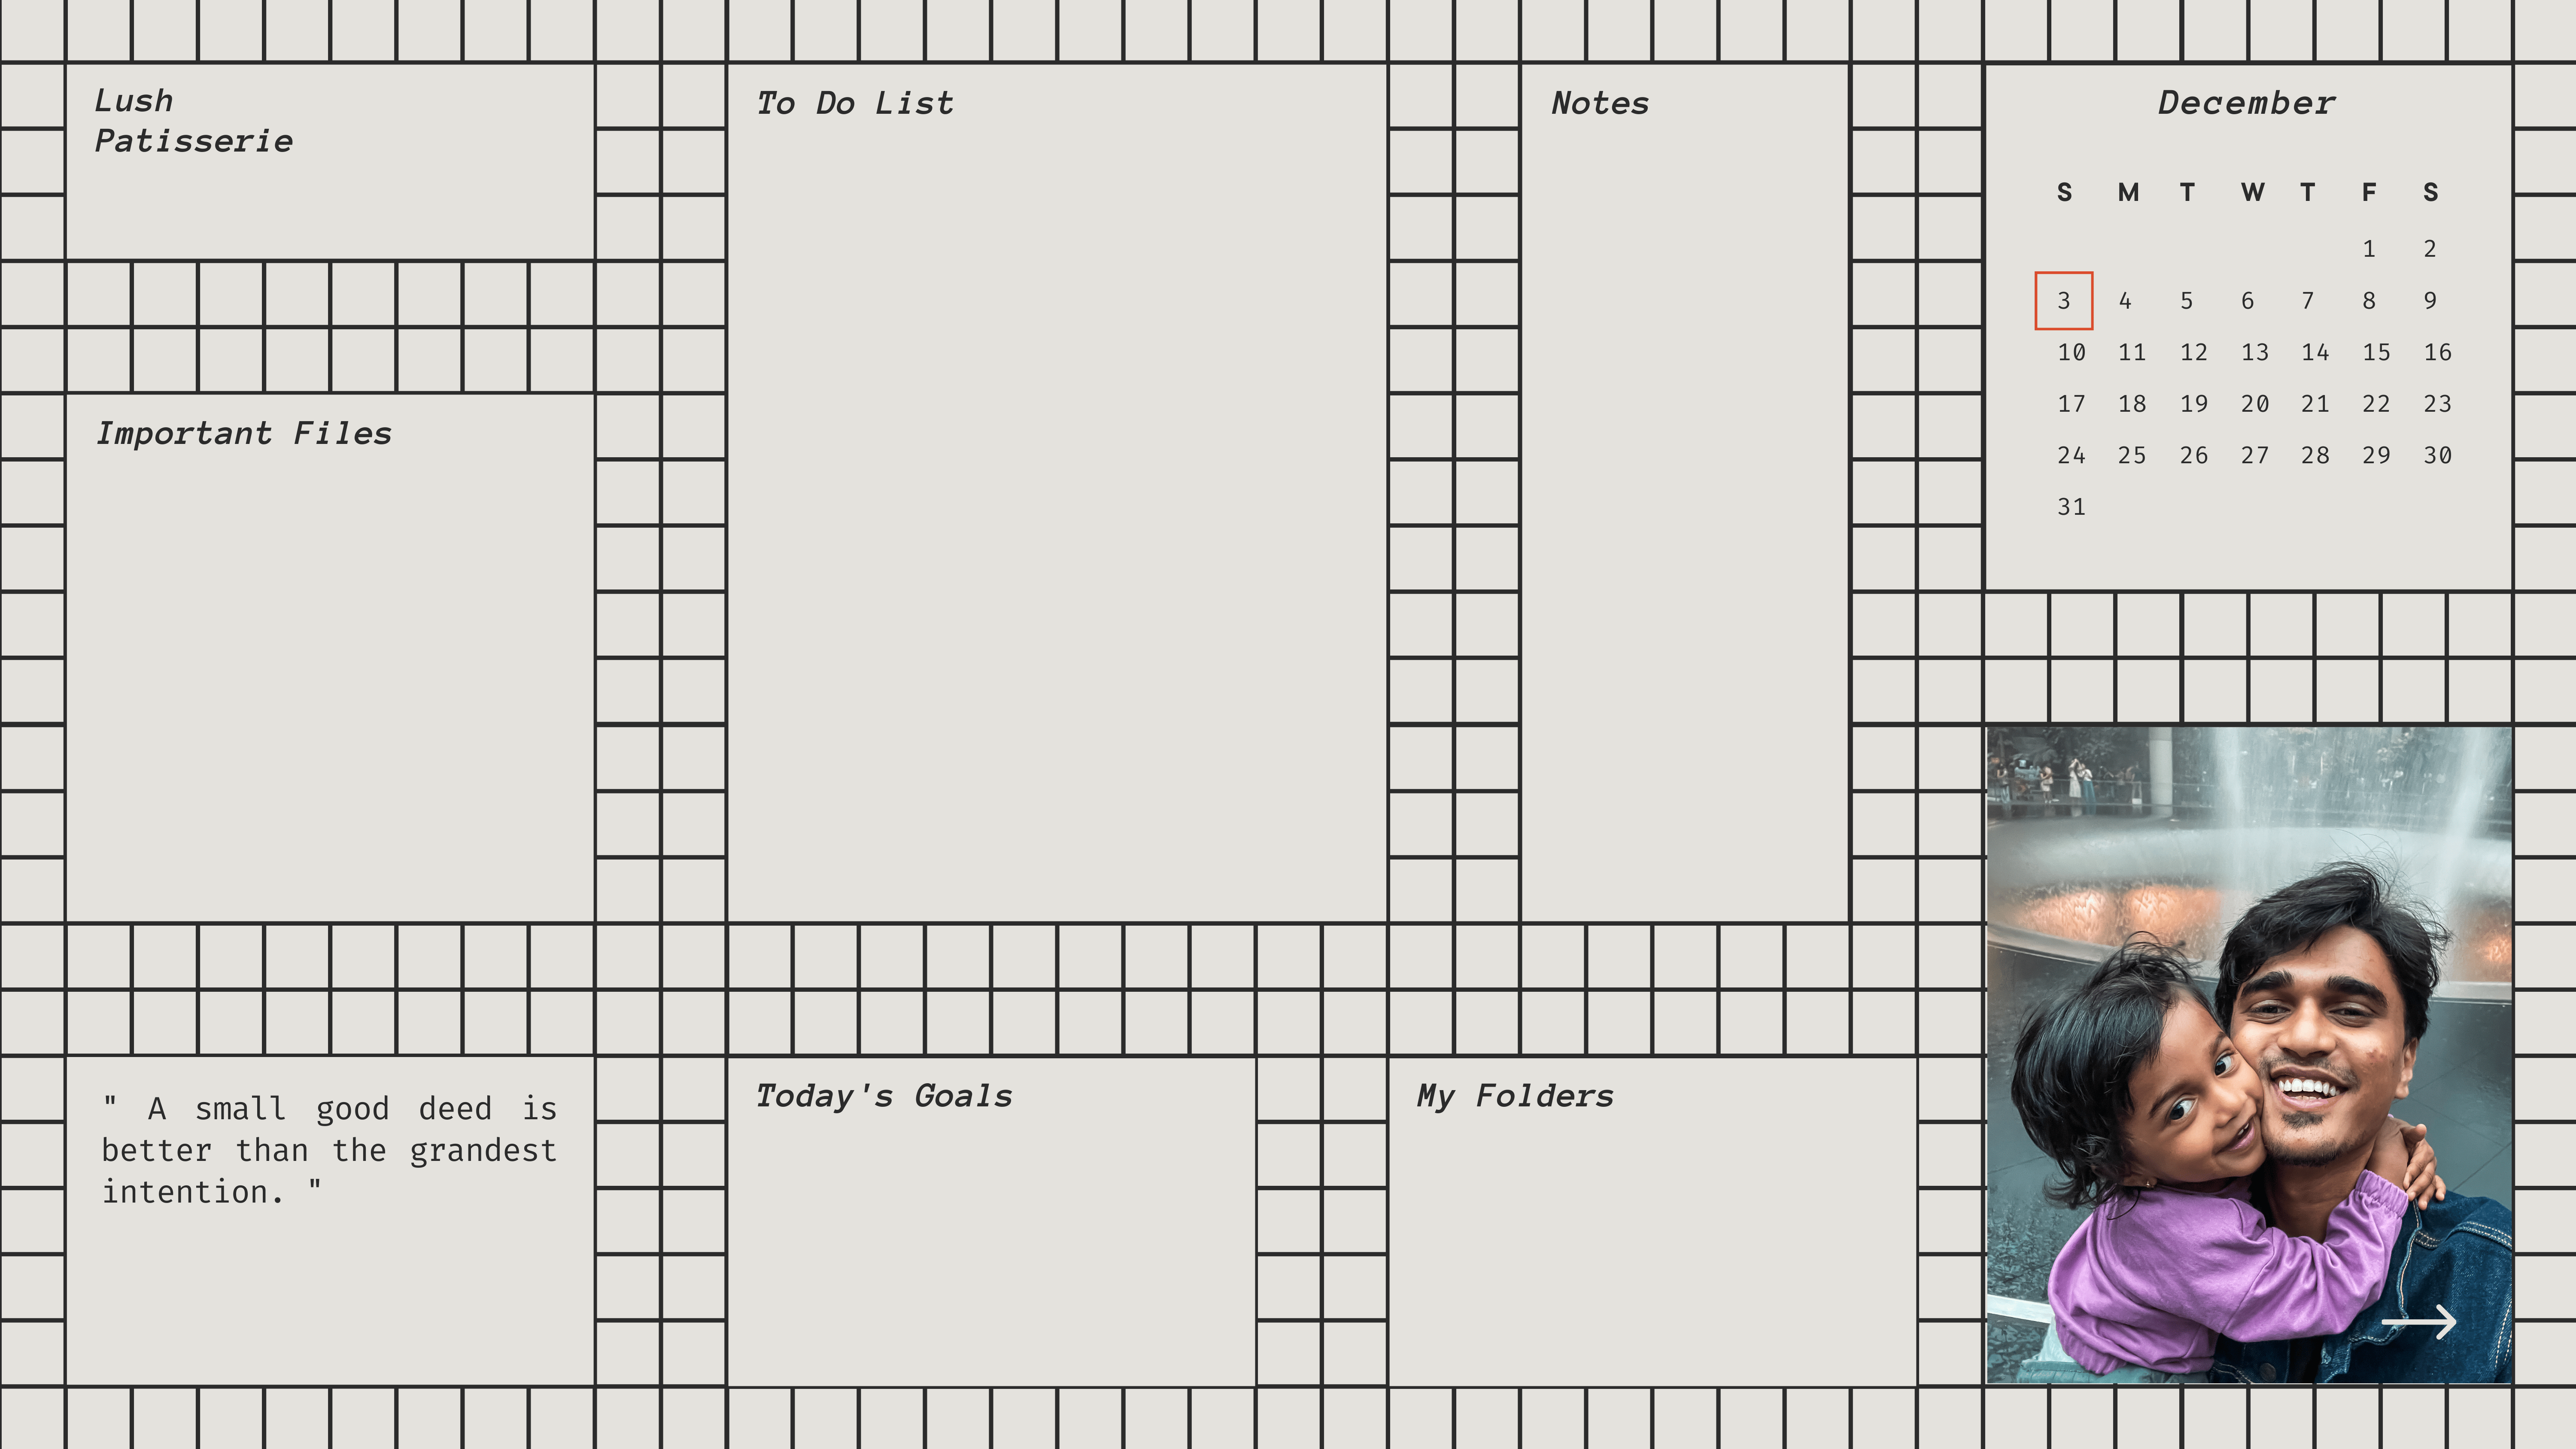 Lush
Patisserie
To Do List
Notes
December
S M T W T F S
1 2
3 4 5 6 7 8 9
10 11 12 13 14 15 16
17 18 19 20 21 22 23
24 25 26 27 28 29 30
31
Important Files
" A small good deed is
better than the grandest
intention. "
Today's Goals
My Folders